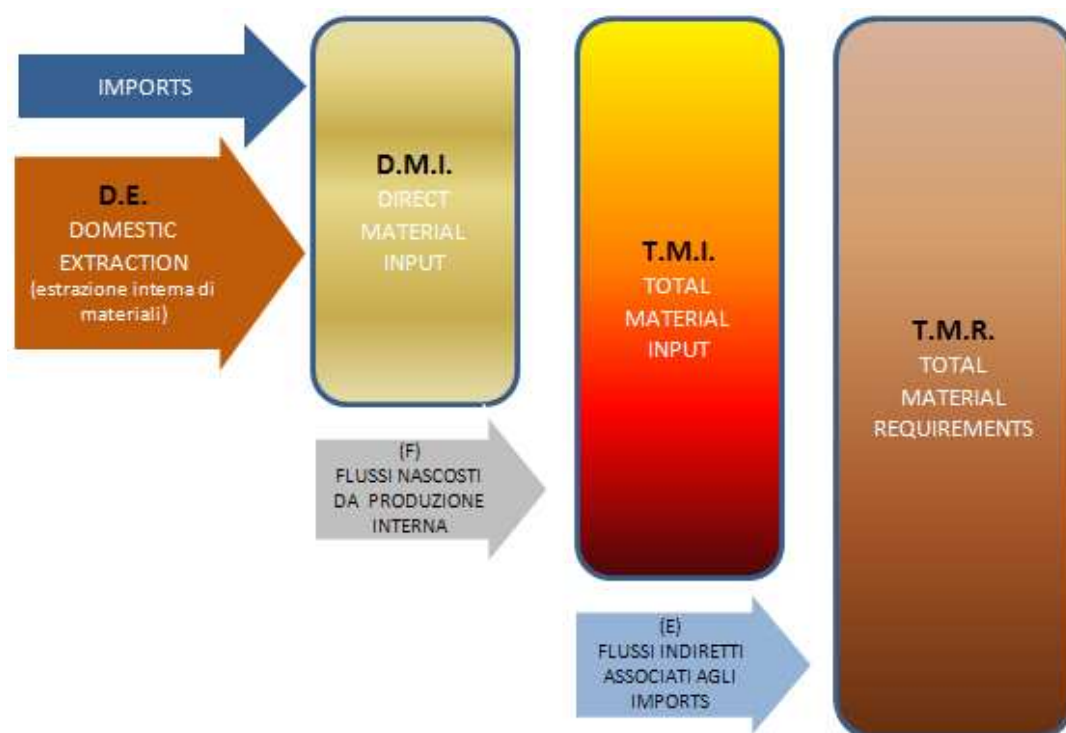 IMPORTS
D.E.
DOMESTIC
EXTRACTION
(estrazione interna di
materiali)
D.M.I.
DIRECT
MATERIAL
INPUT
(F)
FLUSSI NASCOSTI
DA PRODUZIONE
INTERNA
T.M.I.
TOTAL
MATERIAL
INPUT
(E)
FLUSSI INDIRETTI
ASSOCIATI AGLI
IMPORTS
T.M.R.
TOTAL
MATERIAL
REQUIREMENTS